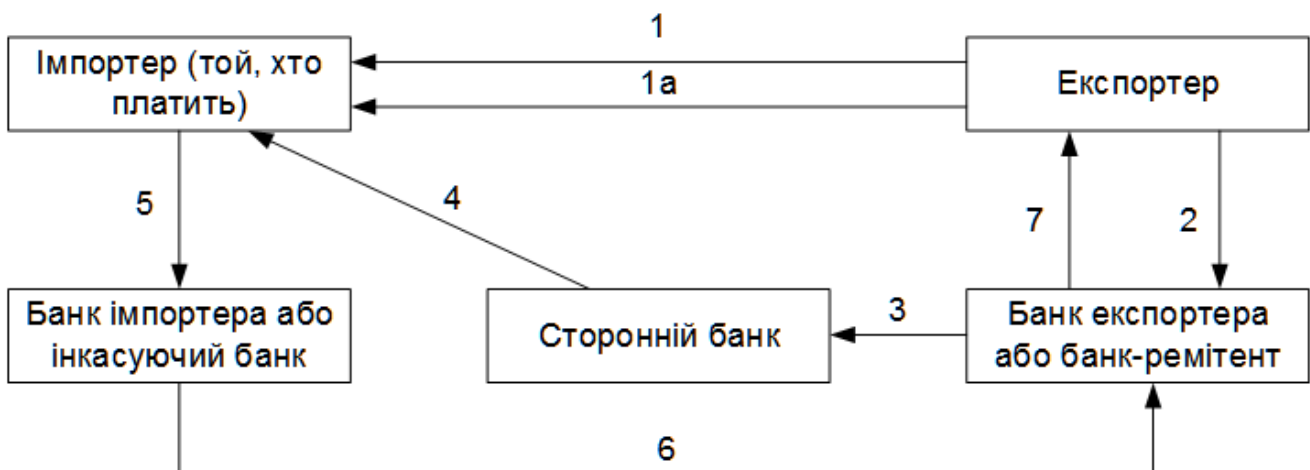 1
Імпортер (той, хто
платить)
1а
Експортер
5
4
7
2
Банк імпортера або
інкасуючий банк
Сторонній банк
3
Банк експортера
або банк-ремітент
6